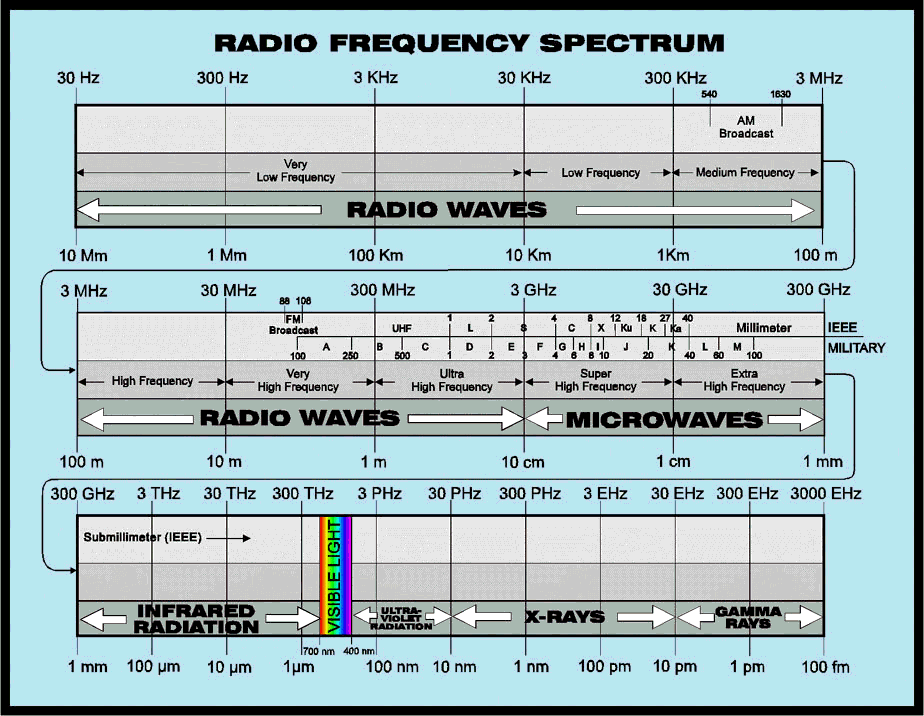 RADIO FREQUENCY SPECTRUM
30 Hz 300 Hz 3 KHz 30 KHz 300 KHz 3 MHz
540 1630
AM
Broadcast
Very
Low Frequency Low Frequency Medium Frequency
RADIO WAVES
10 Mm 1 Mm 100 Km 10 Km 1Km 100 m
3 MHz 30 MHz 300 MHz 3 GHz 30 GHz 300 GHz
88 108
FM
Broadcast
1 2 4 8 12 18 27 40
UHF L S C X Ku K Ka Millimeter IEEE
A B C D E F G H I J K L M MILITARY
100 250 500 1 2 3 4 6 8 10 20 40 60 100
High Frequency
Very
High Frequency
Ultra
High Frequency
Super
High Frequency
Extra
High Frequency
RADIO WAVES MICROWAVES
100 m 10 m 1 m 10 cm 1 cm 1 mm
300 GHz 3 THz 30 THz 300 THz 3 PHz 30 PHz 300 PHz 3 EHz 30 EHz 300 EHz 3000 EHz
Submillimeter (IEEE)
INFRARED
RADIATION
VISIBLE LIGHT
ULTRA-
VIOLET
RADIATION
X-RAYS
GAMMA
RAYS
700 nm 400 nm
1 mm 100 µm 10 µm 1µm 100 nm 10 nm 1 nm 100 pm 10 pm 1 pm 100 fm